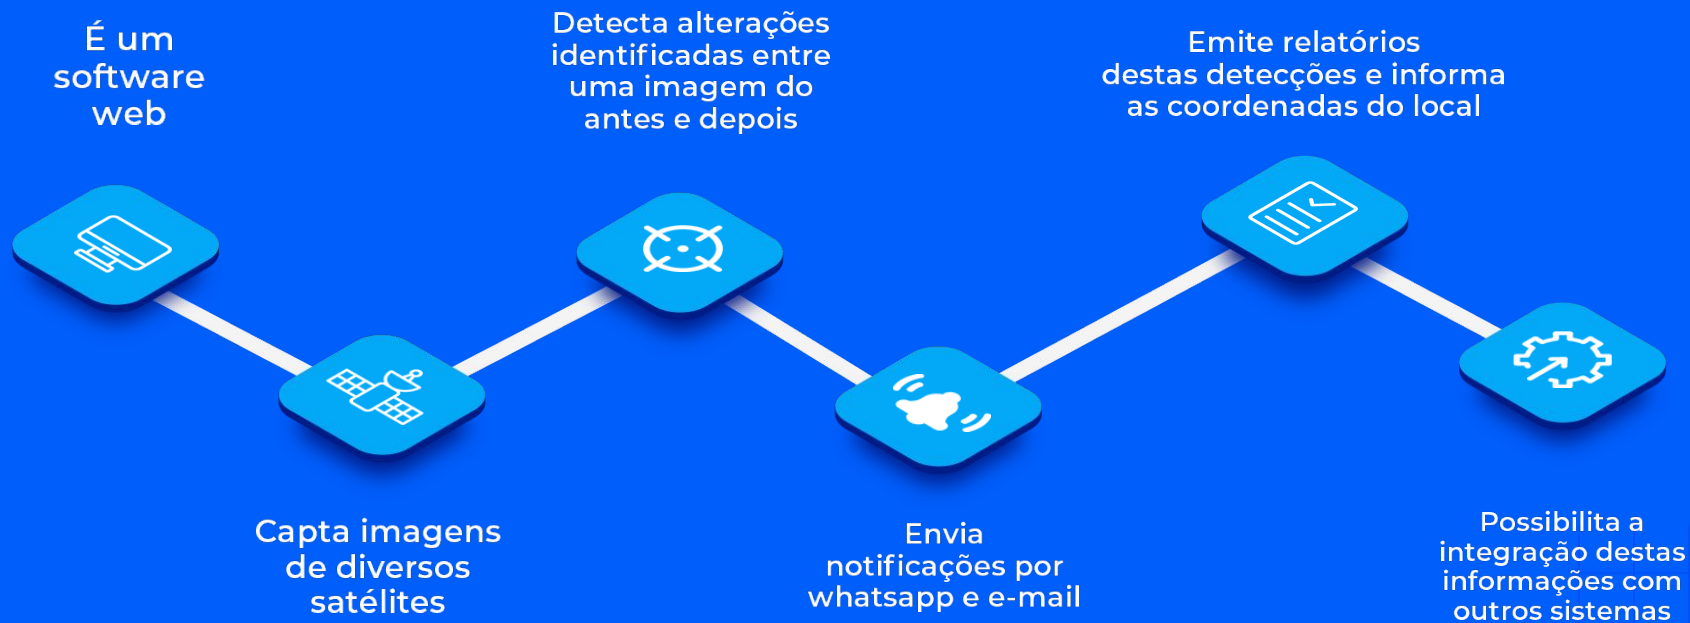 É um
software
web
Capta imagens
de diversos
satélites
Detecta alterações
identificadas entre
uma imagem do
antes e depois
Envia
notificações por
whatsapp e e-mail
Emite relatórios
destas detecções e informa
as coordenadas do local
Possibilita a
integração destas
informações com
outros sistemas